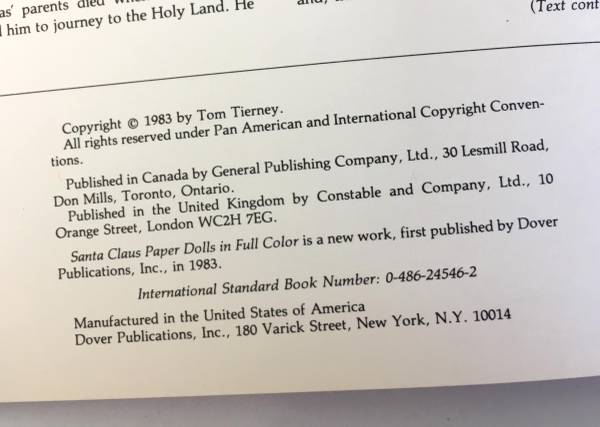 as' parents died
him to journey to the Holy Land. He
(Text cont
Copyright © 1983 by Tom Tierney.
All rights reserved under Pan American and International Copyright Conven-
tions.
Published in Canada by General Publishing Company, Ltd., 30 Lesmill Road,
Don Mills, Toronto, Ontario.
Published in the United Kingdom by Constable and Company, Ltd., 10
Orange Street, London WC2H 7EG.
Santa Claus Paper Dolls in Full Color is a new work, first published by Dover
Publications, Inc., in 1983.
International Standard Book Number: 0-486-24546-2
Manufactured in the United States of America
Dover Publications, Inc., 180 Varick Street, New York, N.Y. 10014